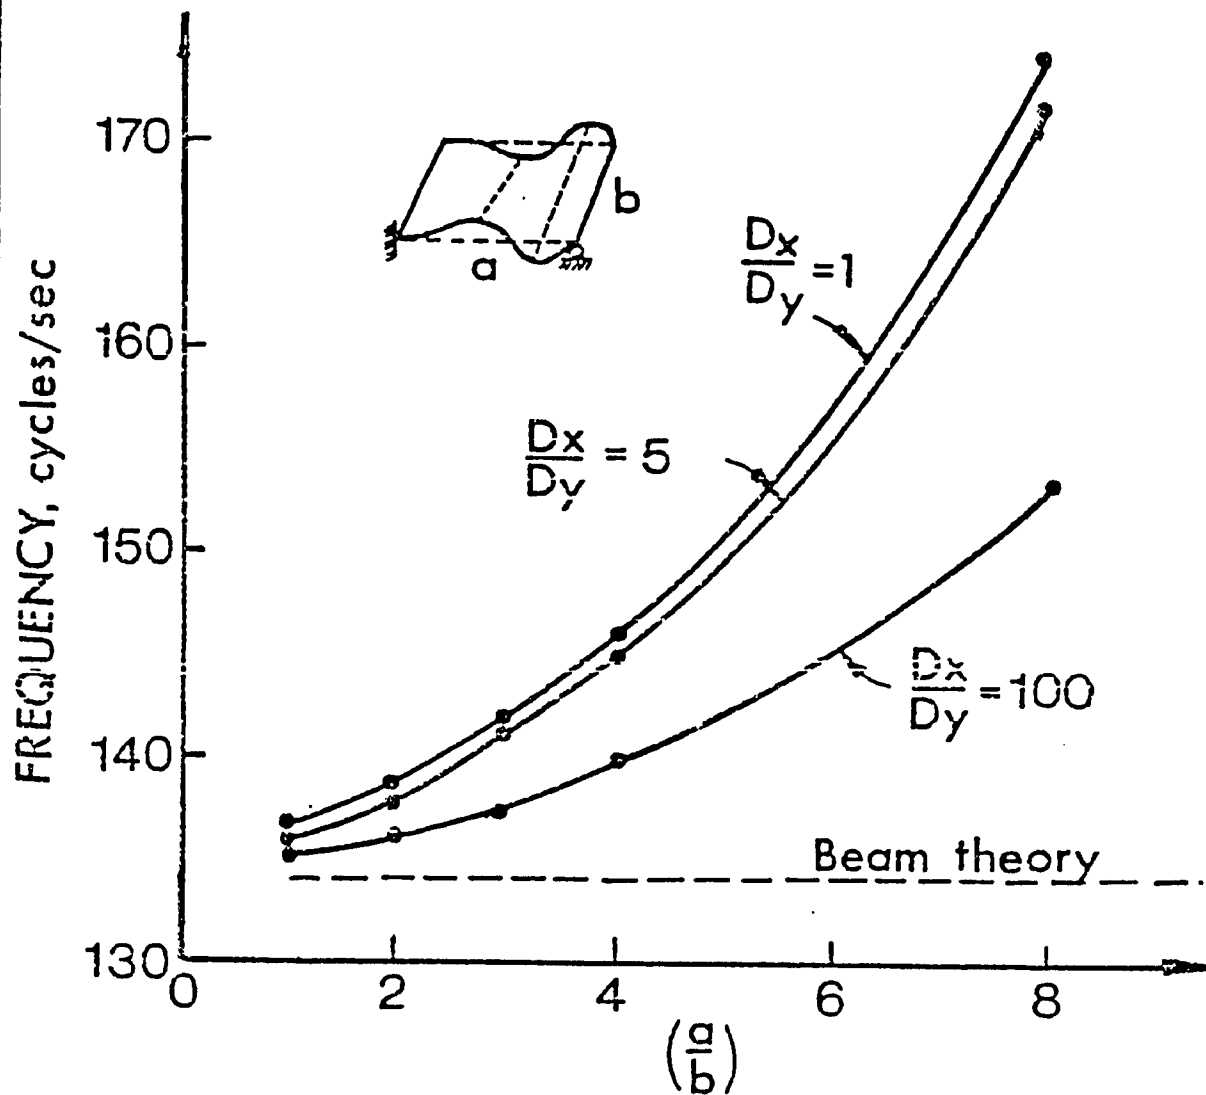 FREQUENCY, cycles/sec
170
160
150
140
130
0
2
4
6
8
(a/b)
a
b
Dx/Dy = 1
Dx/Dy = 5
Dx/Dy = 100
Beam theory